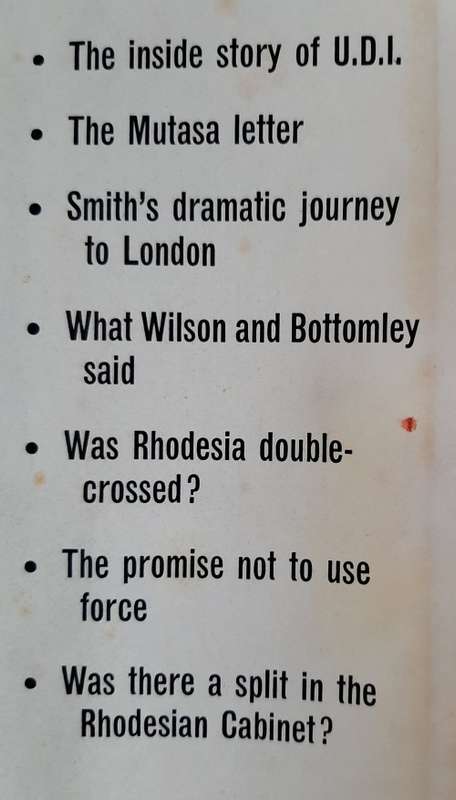 • The inside story of U.D.I.
• The Mutasa letter
• Smith's dramatic journey
to London
• What Wilson and Bottomley
said
• Was Rhodesia double-
crossed?
• The promise not to use
force
• Was there a split in the
Rhodesian Cabinet?